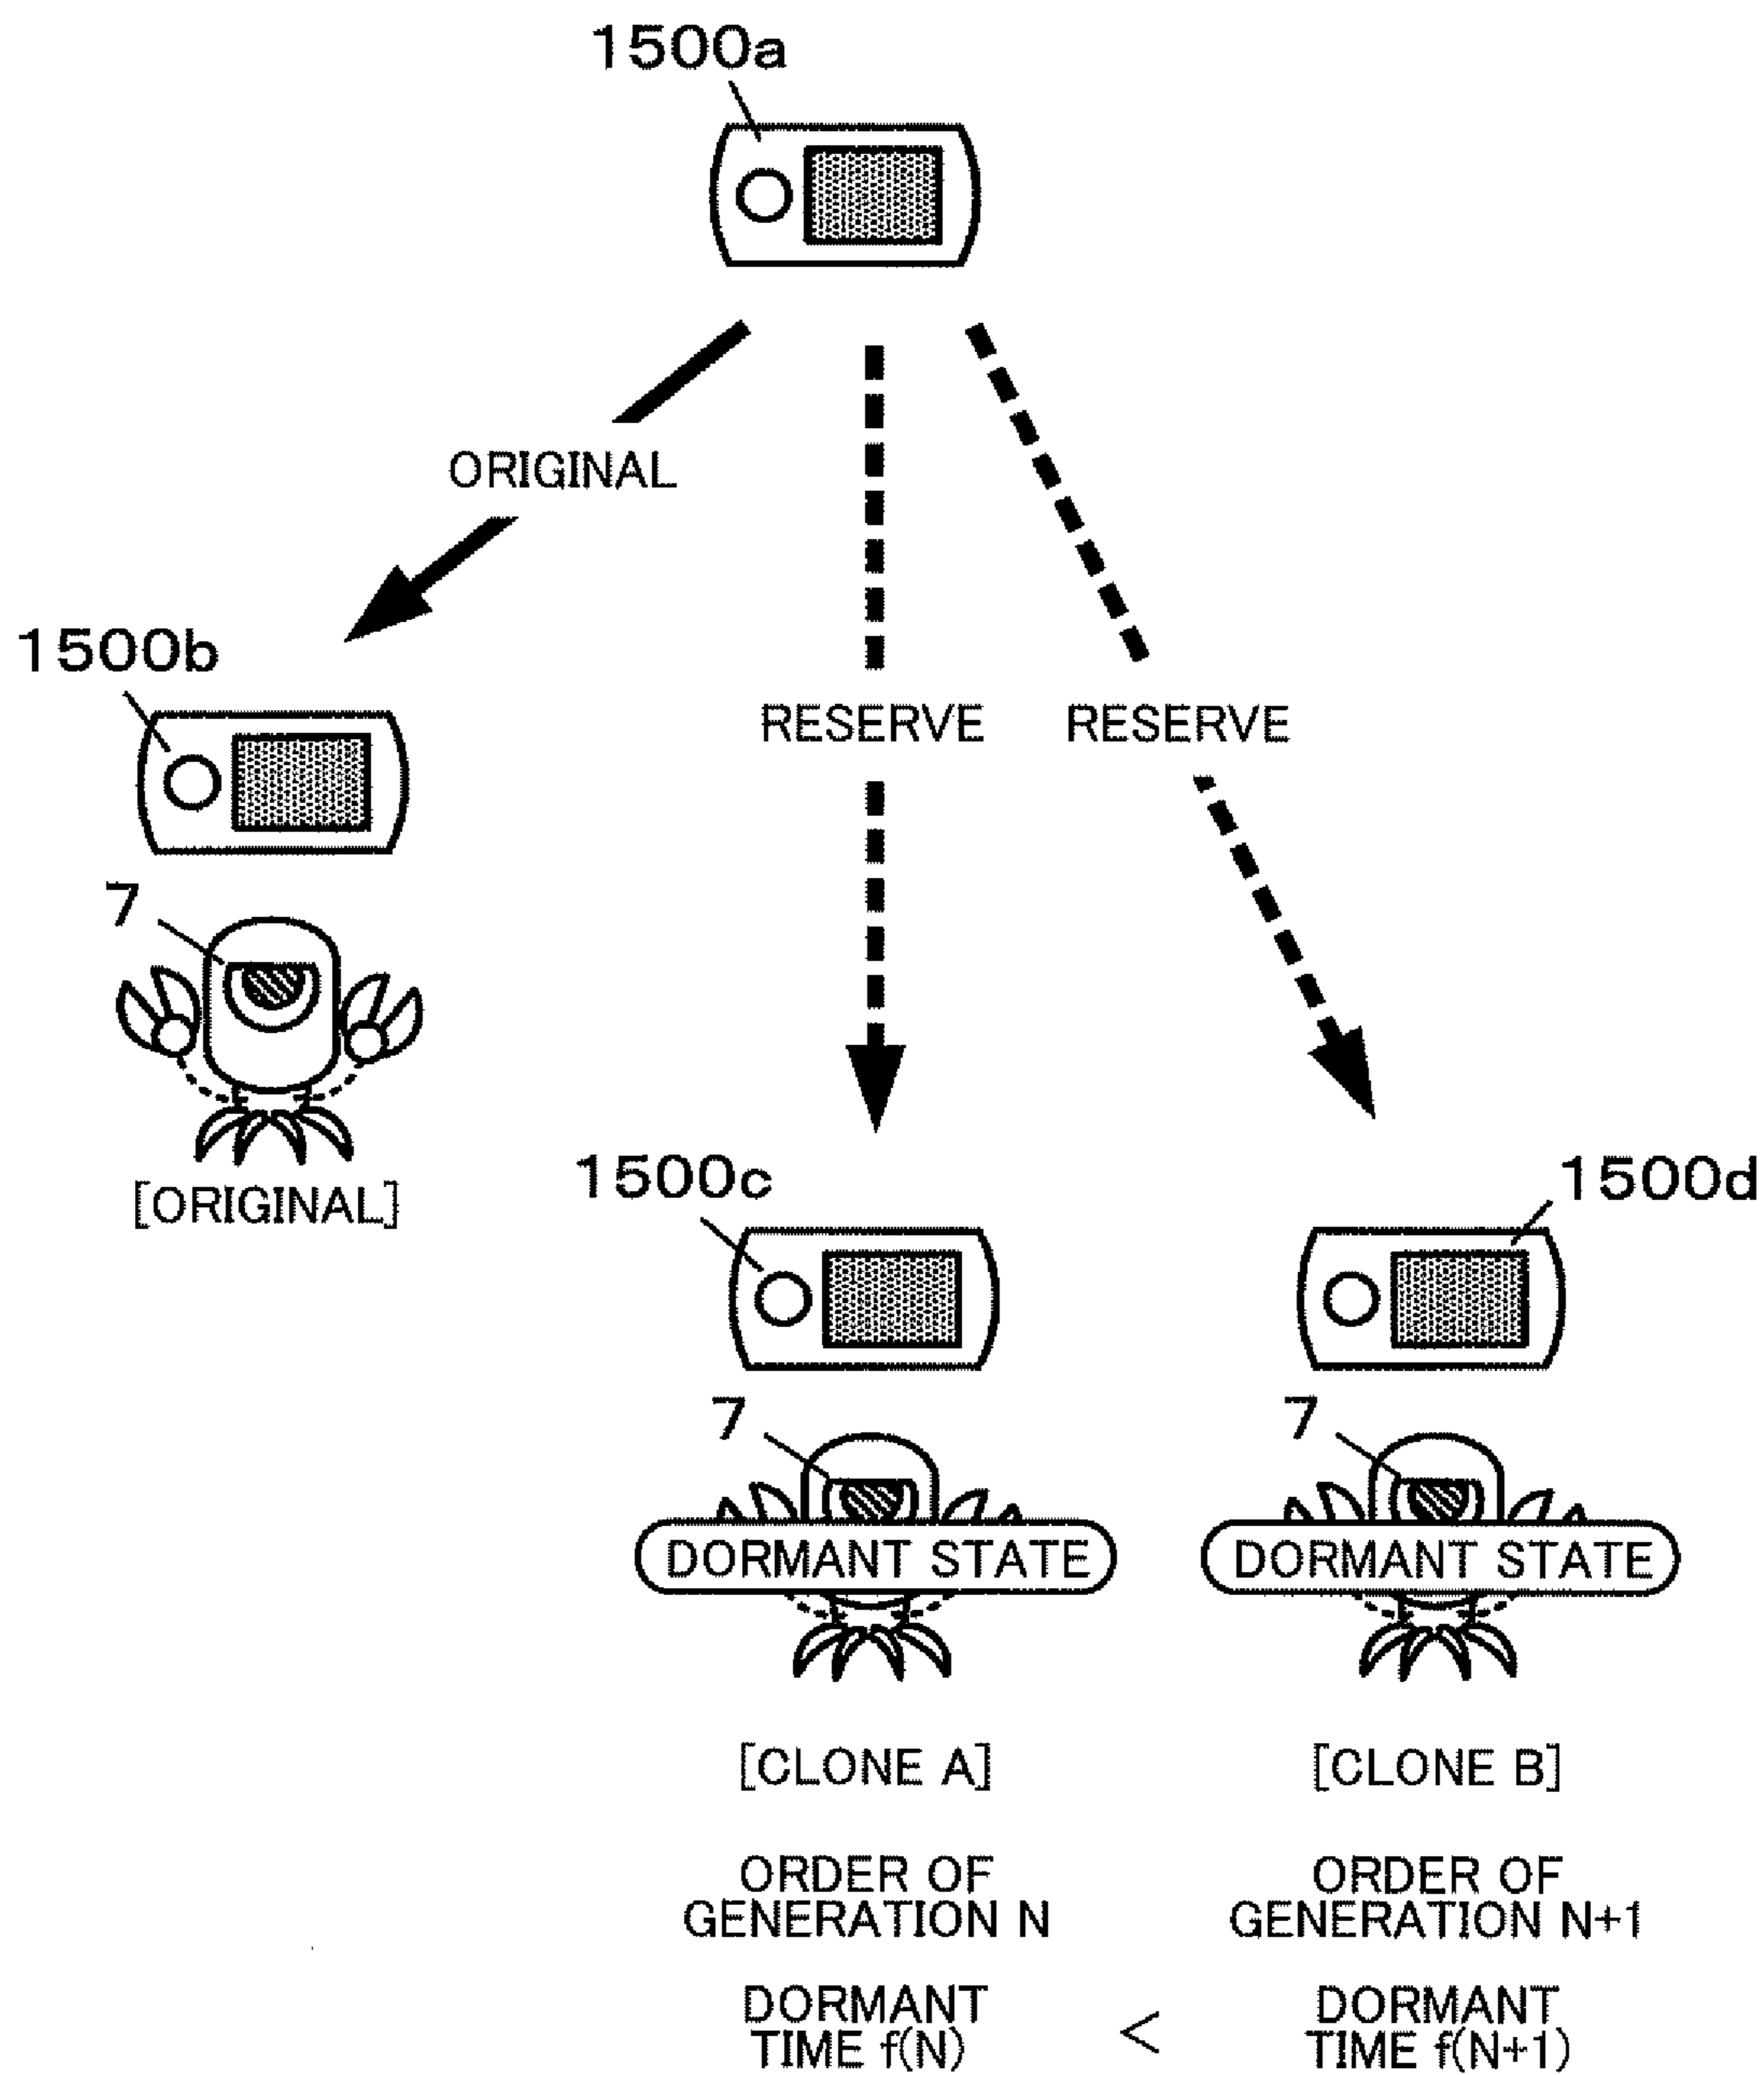 1500a
ORIGINAL
1500b
RESERVE RESERVE
7
[ORIGINAL]
1500c
1500d
7
7
DORMANT STATE
DORMANT STATE
[CLONE A]
[CLONE B]
ORDER OF
GENERATION N
ORDER OF
GENERATION N+1
DORMANT
TIME f(N)
<
DORMANT
TIME f(N+1)